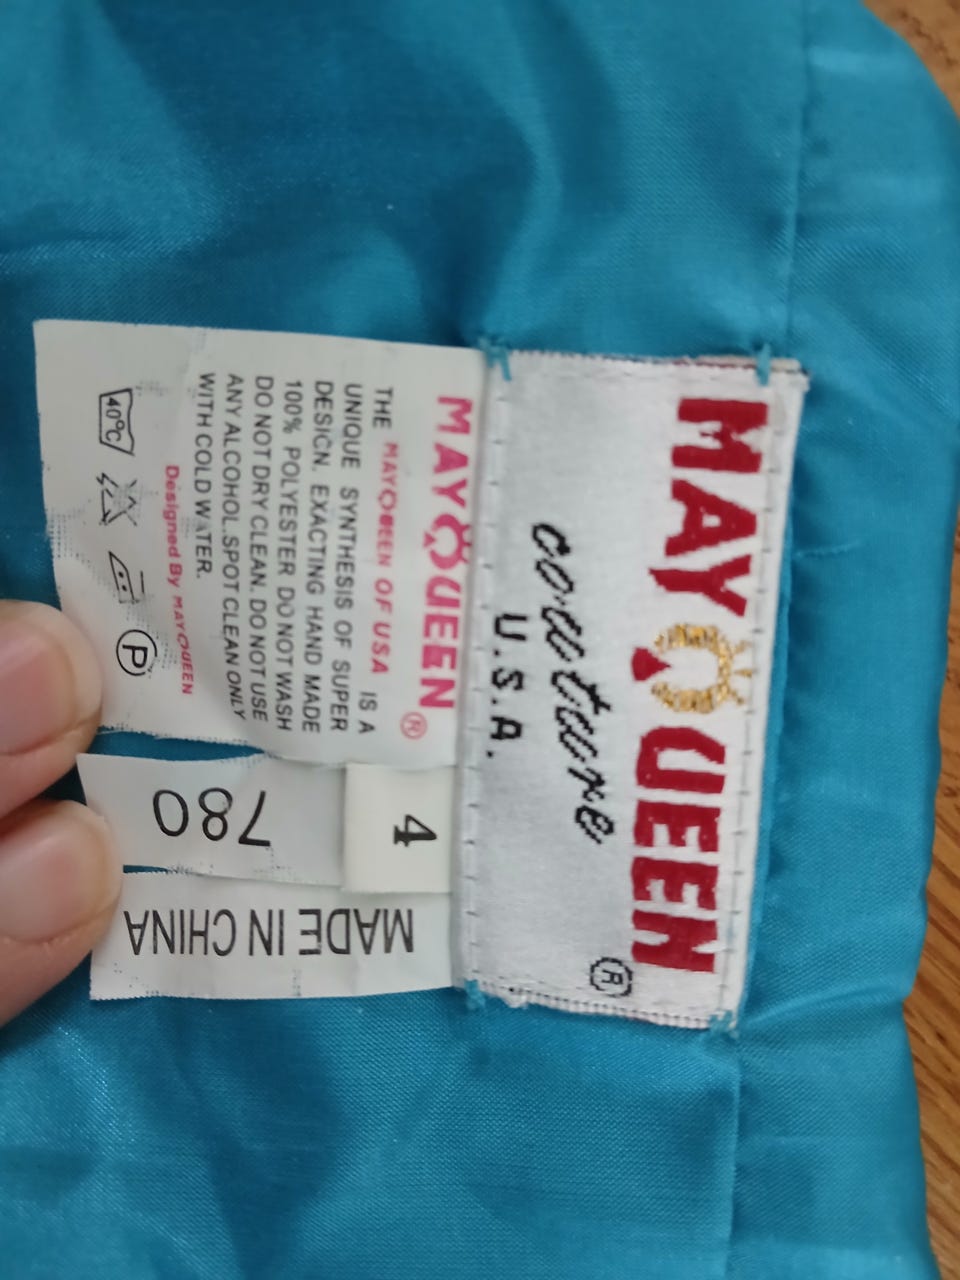 MAYQUEEN
couture
U.S.A.
®
MAYQUEEN®
THE MAYQUEEN OF USA IS A
UNIQUE SYNTHESIS OF SUPER
DESIGN. EXACTING HAND MADE
100% POLYESTER DO NOT WASH
DO NOT DRY CLEAN. DO NOT USE
ANY ALCOHOL.SPOT CLEAN ONLY
WITH COLD WATER.
Designed By MAYQUEEN
40°C
P
4
780
MADE IN CHINA